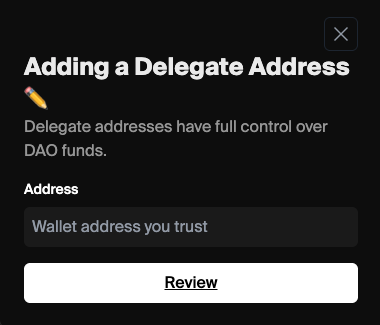 Adding a Delegate Address
✏️
Delegate addresses have full control over
DAO funds.
Address
Wallet address you trust
Review